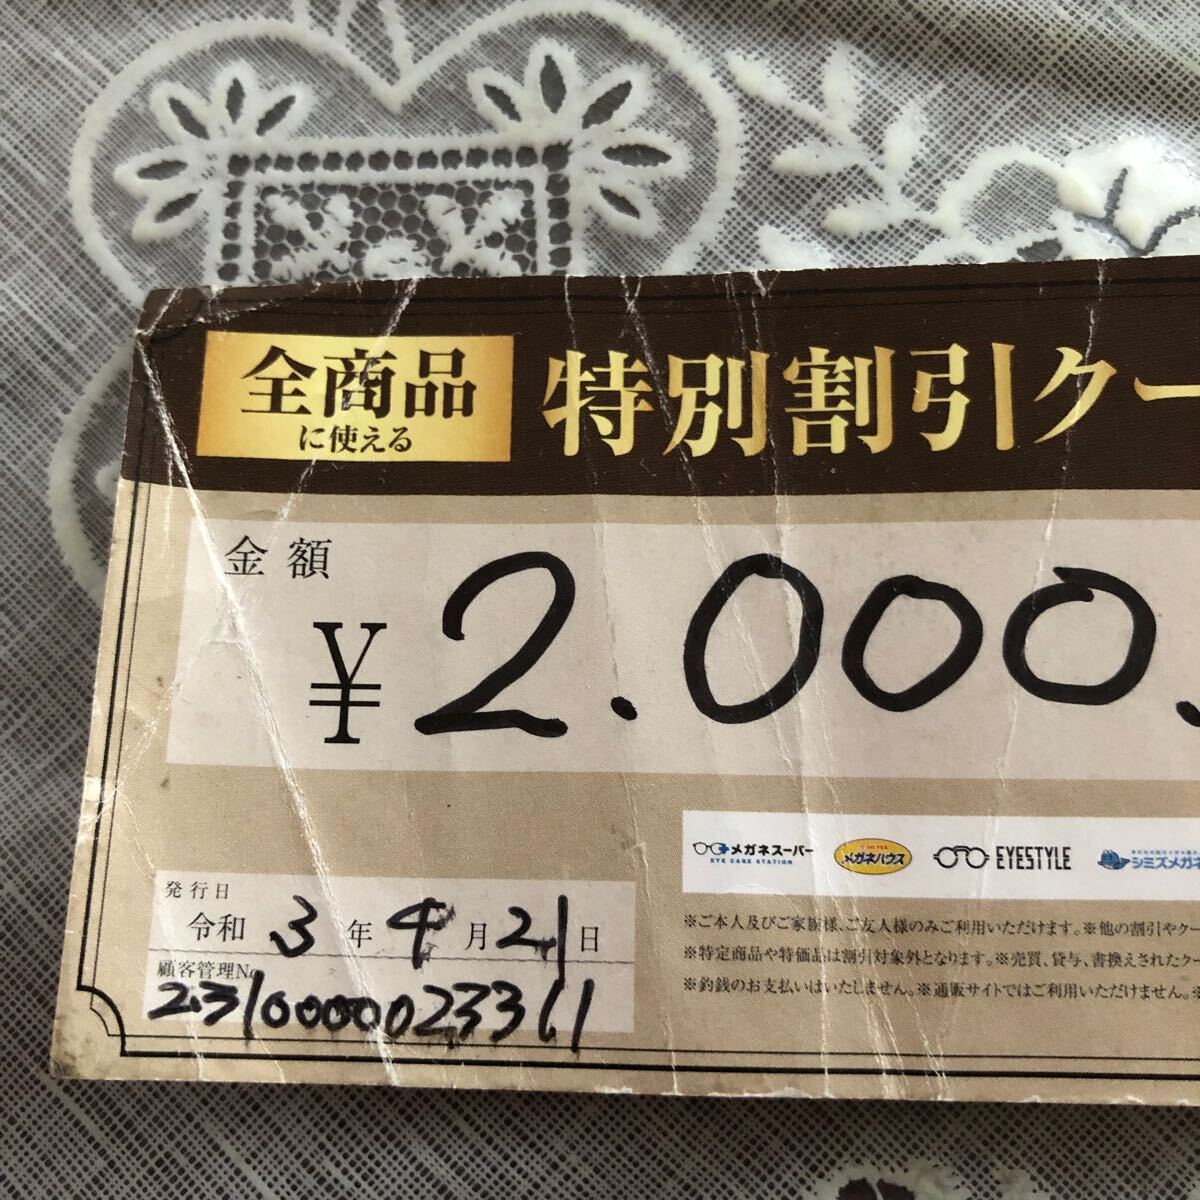 全商品
に使える
特別割引クー
金額
¥2.000.
メガネスーパー
EYE CARE STATION
メガネハウス
EYESTYLE
シミズメガネ
発行日
令和 3 年 4 月 21 日
顧客管理No.
23100000233611
※ご本人及びご家族様、ご友人様のみご利用いただけます。※他の割引やクー
※特定商品や特価品は割引対象外となります。※売買、貸与、書換えされたクー
※釣銭のお支払いはいたしません。※通販サイトではご利用いただけません。※